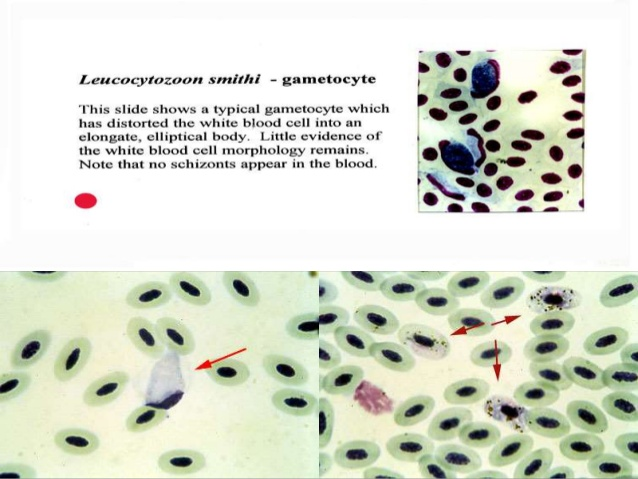 Leucocytozoon smithi - gametocyte
This slide shows a typical gametocyte which
has distorted the white blood cell into an
elongate, elliptical body. Little evidence of
the white blood cell morphology remains.
Note that no schizonts appear in the blood.